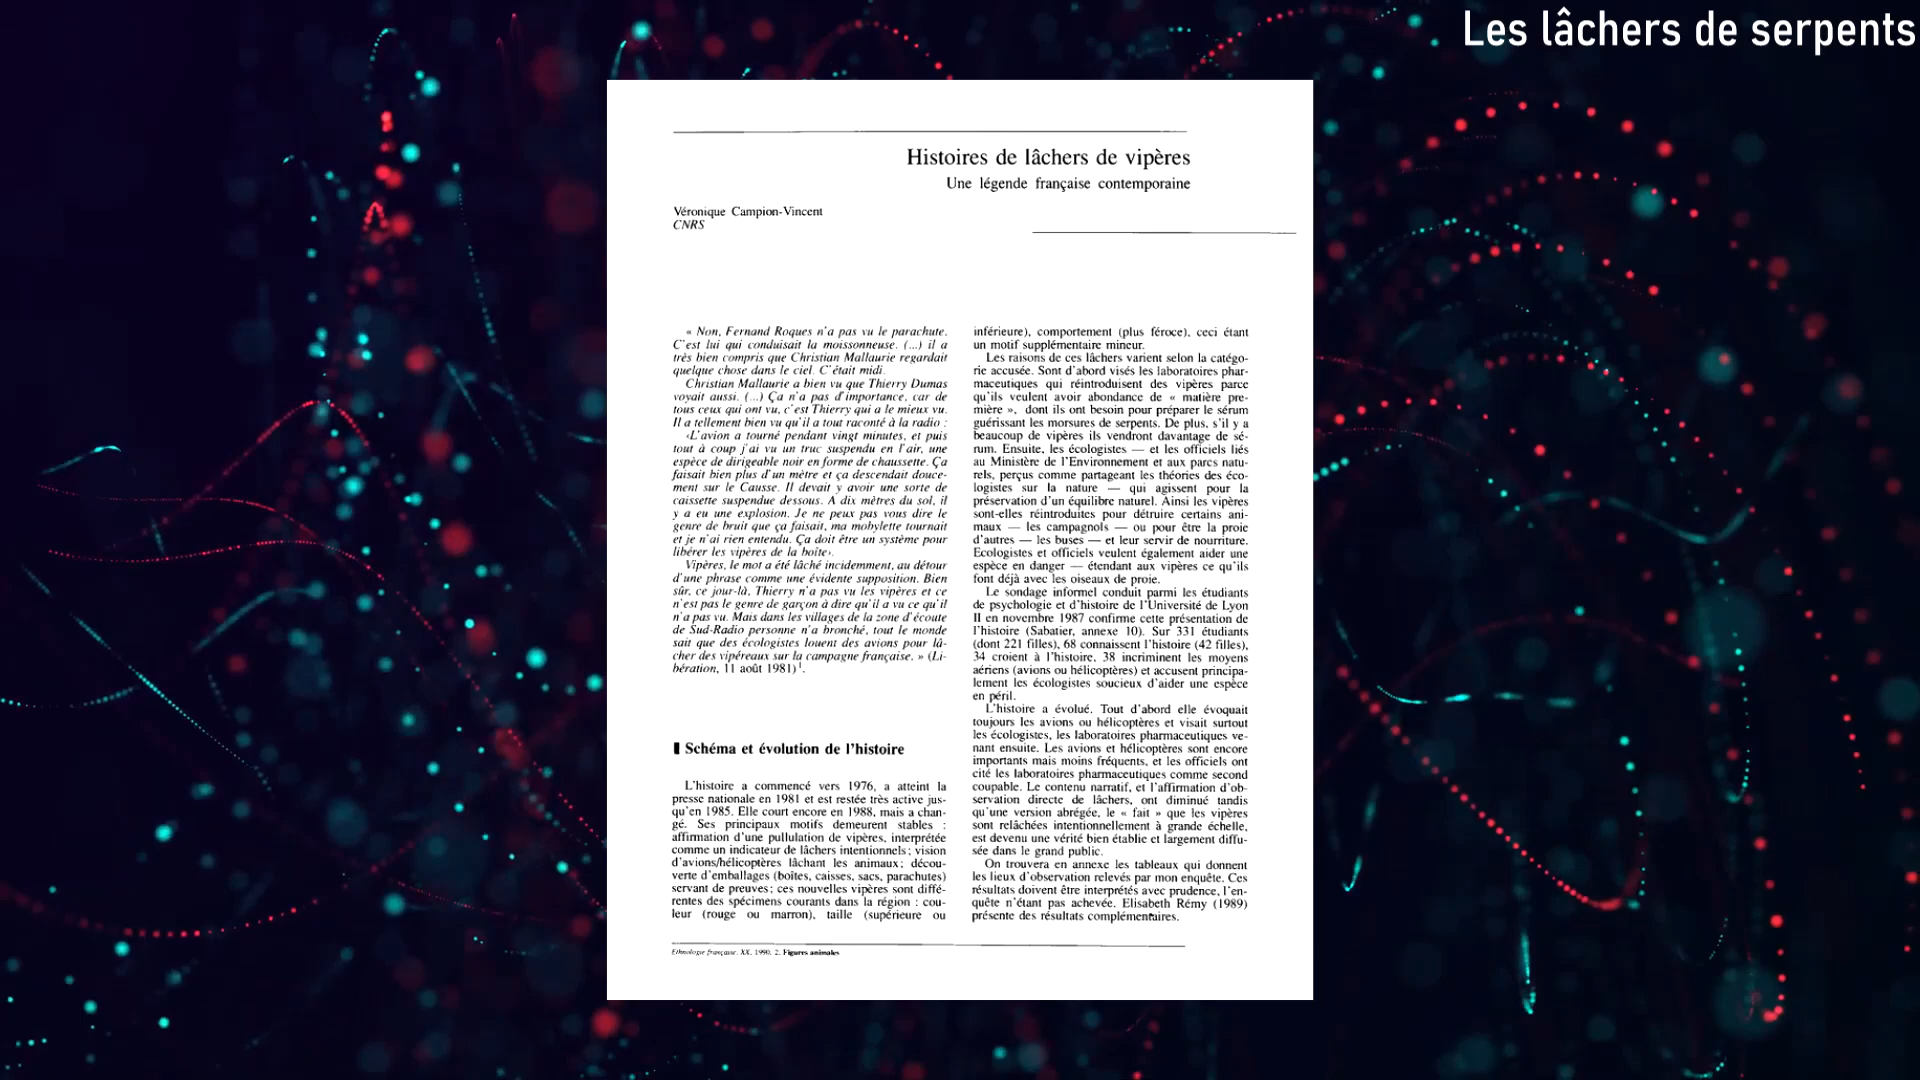 Les lâchers de serpents
Histoires de lâchers de vipères
Une légende française contemporaine
Véronique Campion-Vincent
CNRS
« Non, Fernand Roques n'a pas vu le parachute.
C'est lui qui conduisait la moissonneuse. (...) il a
très bien compris que Christian Mallaurie regardait
quelque chose dans le ciel. C'était midi.
Christian Mallaurie a bien vu que Thierry Dumas
voyait aussi. (...) Ça n'a pas d'importance, car de
tous ceux qui ont vu, c'est Thierry qui a le mieux vu.
Il a tellement bien vu qu'il a tout raconté à la radio :
‹L'avion a tourné pendant vingt minutes, et puis
tout à coup j'ai vu un truc suspendu en l'air, une
espèce de dirigeable noir en forme de chaussette. Ça
faisait bien plus d'un mètre et ça descendait douce-
ment sur le Causse. Il devait y avoir une sorte de
caissette suspendue dessous. A dix mètres du sol, il
y a eu une explosion. Je ne peux pas vous dire le
genre de bruit que ça faisait, ma mobylette tournait
et je n'ai rien entendu. Ça doit être un système pour
libérer les vipères de la boîte›.
Vipères, le mot a été lâché incidemment, au détour
d'une phrase comme une évidente supposition. Bien
sûr, ce jour-là, Thierry n'a pas vu les vipères et ce
n'est pas le genre de garçon à dire qu'il a vu ce qu'il
n'a pas vu. Mais dans les villages de la zone d'écoute
de Sud-Radio personne n'a bronché, tout le monde
sait que des écologistes louent des avions pour lâ-
cher des vipéreaux sur la campagne française. » (Li-
bération, 11 août 1981)1.
Schéma et évolution de l'histoire
L'histoire a commencé vers 1976, a atteint la
presse nationale en 1981 et est restée très active jus-
qu'en 1985. Elle court encore en 1988, mais a chan-
gé. Ses principaux motifs demeurent stables :
affirmation d'une pullulation de vipères, interprétée
comme un indicateur de lâchers intentionnels ; vision
d'avions/hélicoptères lâchant les animaux ; décou-
verte d'emballages (boîtes, caisses, sacs, parachutes)
servant de preuves ; ces nouvelles vipères sont diffé-
rentes des spécimens courants dans la région : cou-
leur (rouge ou marron), taille (supérieure ou
inférieure), comportement (plus féroce), ceci étant
un motif supplémentaire mineur.
Les raisons de ces lâchers varient selon la catégo-
rie accusée. Sont d'abord visés les laboratoires phar-
maceutiques qui réintroduisent des vipères parce
qu'ils veulent avoir abondance de « matière pre-
mière », dont ils ont besoin pour préparer le sérum
guérissant les morsures de serpents. De plus, s'il y a
beaucoup de vipères ils vendront davantage de sé-
rum. Ensuite, les écologistes — et les officiels liés
au Ministère de l'Environnement et aux parcs natu-
rels, perçus comme partageant les théories des éco-
logistes sur la nature — qui agissent pour la
préservation d'un équilibre naturel. Ainsi les vipères
sont-elles réintroduites pour détruire certains ani-
maux — les campagnols — ou pour être la proie
d'autres — les buses — et leur servir de nourriture.
Ecologistes et officiels veulent également aider une
espèce en danger — étendant aux vipères ce qu'ils
font déjà avec les oiseaux de proie.
Le sondage informel conduit parmi les étudiants
de psychologie et d'histoire de l'Université de Lyon
II en novembre 1987 confirme cette présentation de
l'histoire (Sabatier, annexe 10). Sur 331 étudiants
(dont 221 filles), 68 connaissent l'histoire (42 filles),
34 croient à l'histoire, 38 incriminent les moyens
aériens (avions ou hélicoptères) et accusent principa-
lement les écologistes soucieux d'aider une espèce
en péril.
L'histoire a évolué. Tout d'abord elle évoquait
toujours les avions ou hélicoptères et visait surtout
les écologistes, les laboratoires pharmaceutiques ve-
nant ensuite. Les avions et hélicoptères sont encore
importants mais moins fréquents, et les officiels ont
cité les laboratoires pharmaceutiques comme second
coupable. Le contenu narratif, et l'affirmation d'ob-
servation directe de lâchers, ont diminué tandis
qu'une version abrégée, le « fait » que les vipères
sont relâchées intentionnellement à grande échelle,
est devenu une vérité bien établie et largement diffu-
sée dans le grand public.
On trouvera en annexe les tableaux qui donnent
les lieux d'observation relevés par mon enquête. Ces
résultats doivent être interprétés avec prudence, l'en-
quête n'étant pas achevée. Elisabeth Rémy (1989)
présente des résultats complémentaires.
Ethnologie française, XX, 1990, 2, Figures animales